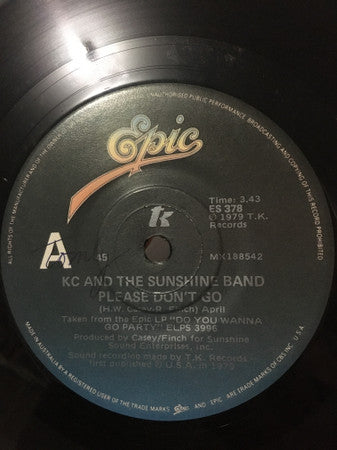 UNAUTHORISED PUBLIC PERFORMANCE, BROADCASTING AND COPYING OF THIS RECORD PROHIBITED
ALL RIGHTS OF THE MANUFACTURER AND OF THE OWNER
Epic
Time: 3.43
ES 378
© 1979 T.K.
Records
tk
A
45
MX188542
KC AND THE SUNSHINE BAND
PLEASE DON'T GO
(H.W. Casey-R. Finch) April
Taken from the Epic LP "DO YOU WANNA
GO PARTY" ELPS 3996
Produced by Casey/Finch for Sunshine
Sound Enterprises, Inc.
Sound recording made by T.K. Records —
first published © U.S.A. in 1979
MADE IN AUSTRALIA BY A REGISTERED USER OF THE TRADE MARKS Epic AND EPIC ARE TRADE MARKS OF CBS INC. U.S.A.